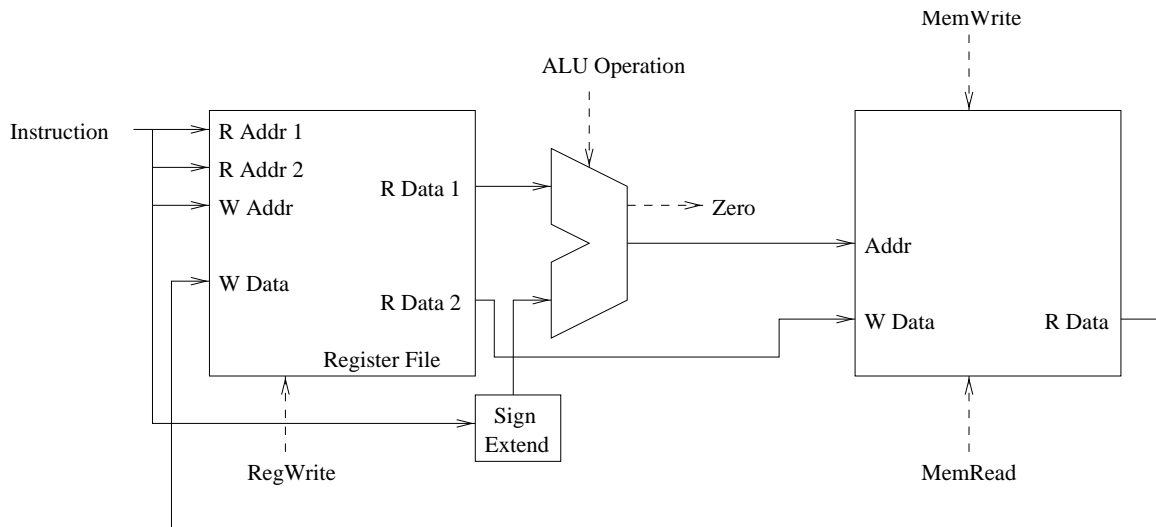 MemWrite
ALU Operation
Instruction
R Addr 1
R Addr 2
W Addr
W Data
R Data 1
R Data 2
Register File
Zero
Addr
W Data
R Data
Sign
Extend
RegWrite
MemRead